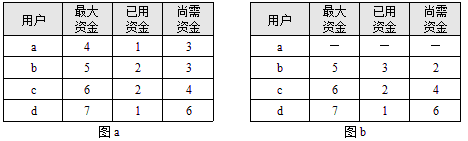 用户 最大资金 已用资金 尚需资金
a 4 1 3
b 5 2 3
c 6 2 4
d 7 1 6
图 a
用户 最大资金 已用资金 尚需资金
a － － －
b 5 3 2
c 6 2 4
d 7 1 6
图 b